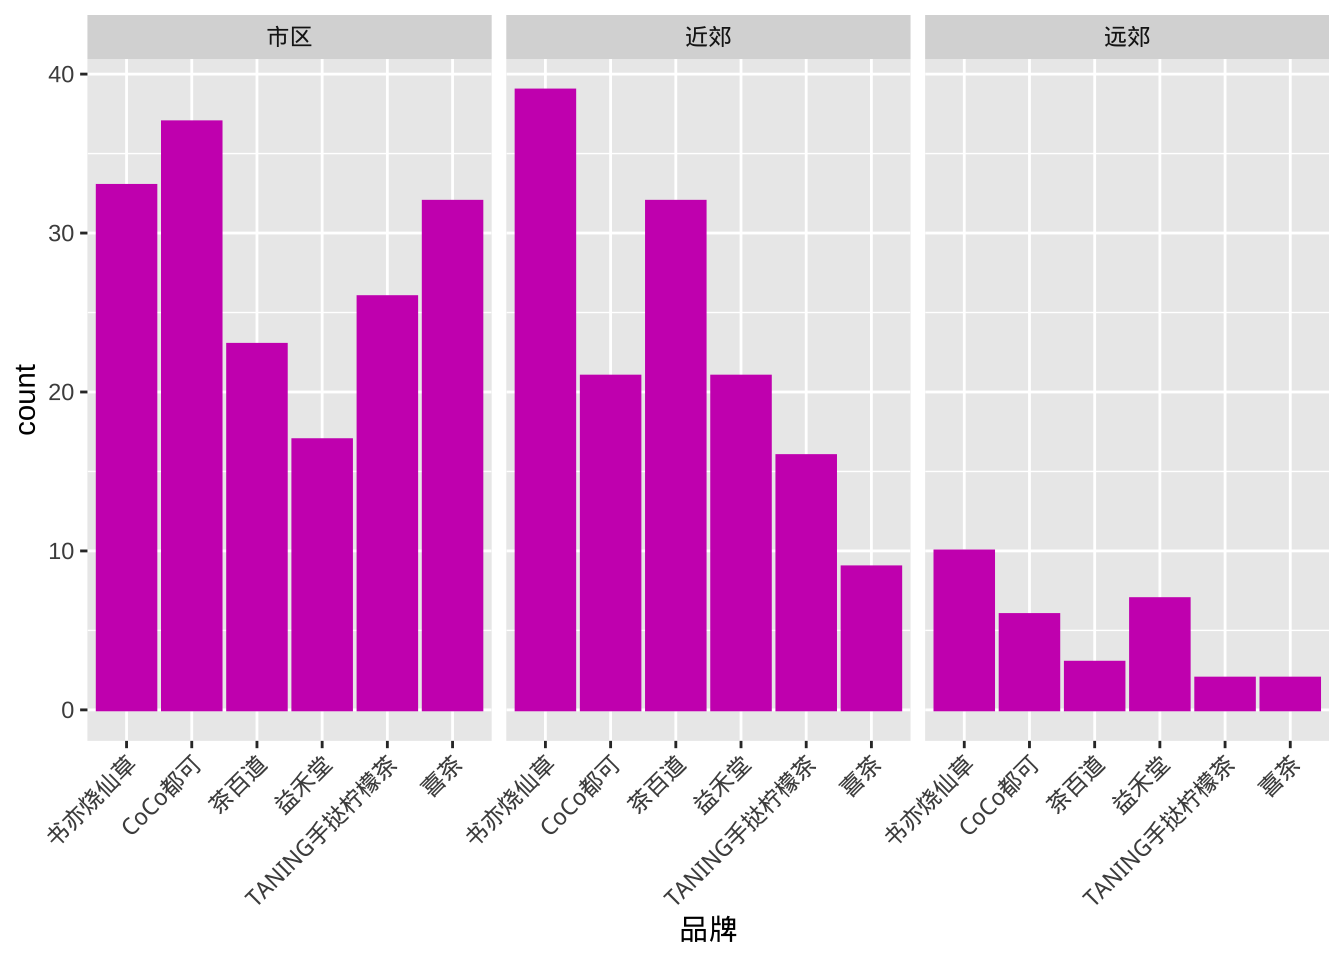 市区
近郊
远郊
40
30
20
10
0
count
书亦烧仙草
CoCo都可
茶百道
益禾堂
TANING手挞柠檬茶
喜茶
书亦烧仙草
CoCo都可
茶百道
益禾堂
TANING手挞柠檬茶
喜茶
书亦烧仙草
CoCo都可
茶百道
益禾堂
TANING手挞柠檬茶
喜茶
品牌